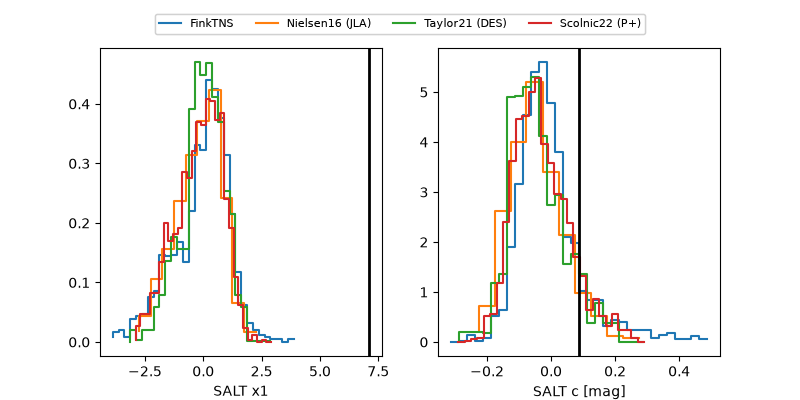 FinkTNS Nielsen16 (JLA) Taylor21 (DES) Scolnic22 (P+)
0.4
0.3
0.2
0.1
0.0
−2.5 0.0 2.5 5.0 7.5
SALT x1
5
4
3
2
1
0
−0.2 0.0 0.2 0.4
SALT c [mag]